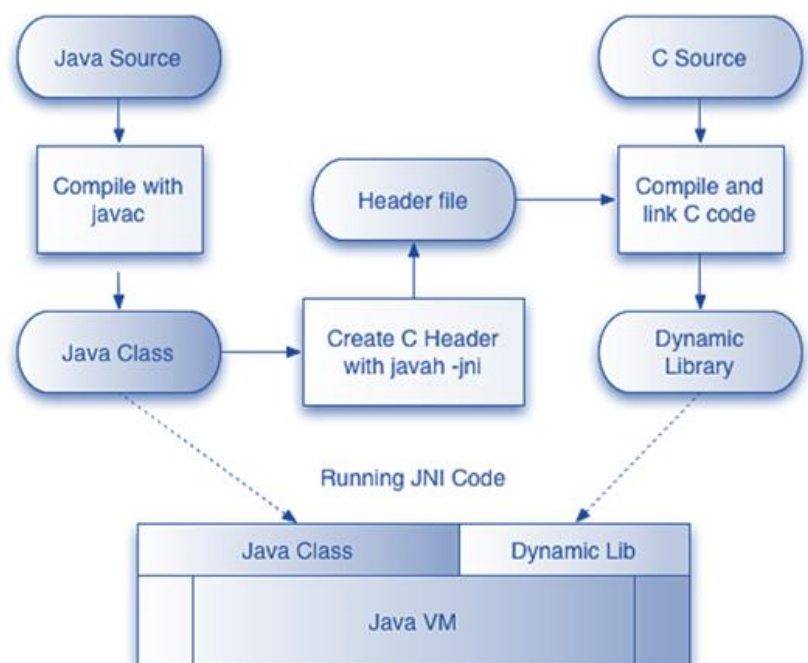 Java Source
C Source
Compile with
javac
Header file
Compile and
link C code
Java Class
Create C Header
with javah -jni
Dynamic
Library
Running JNI Code
Java Class
Dynamic Lib
Java VM